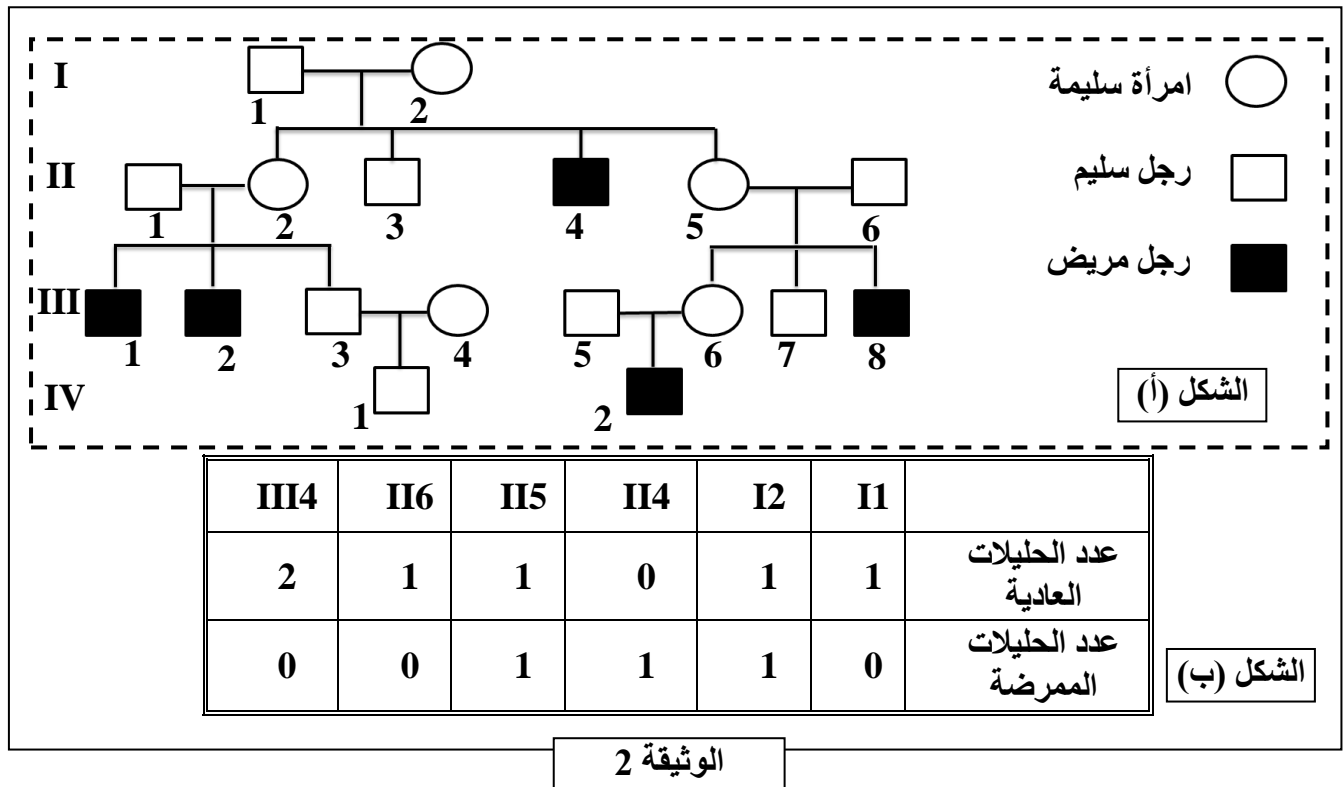 I
1 2
امرأة سليمة
II
1 2 3 4 5 6
رجل سليم
رجل مريض
III
1 2 3 4 5 6 7 8
IV
1 2
الشكل (أ)
III4 II6 II5 II4 I2 I1
عدد الحليلات العادية
2 1 1 0 1 1
عدد الحليلات الممرضة
0 0 1 1 1 0
الشكل (ب)
الوثيقة 2